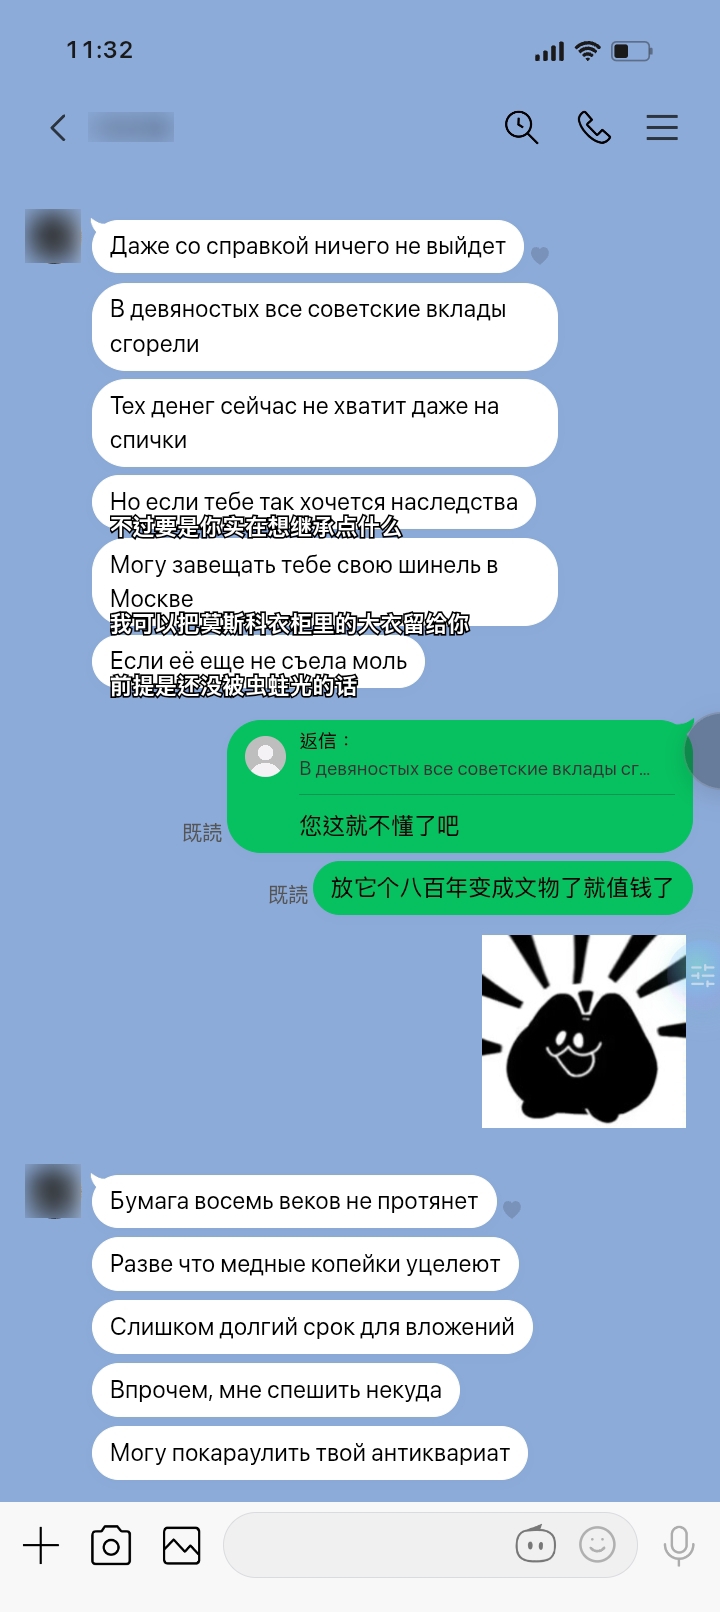 11:32
Даже со справкой ничего не выйдет
В девяностых все советские вклады
сгорели
Тех денег сейчас не хватит даже на
спички
Но если тебе так хочется наследства
不过要是你实在想继承点什么
Могу завещать тебе свою шинель в
Москве
我可以把莫斯科衣柜里的大衣留给你
Если её еще не съела моль
前提是还没被虫蛀光的话
返信：
В девяностых все советские вклады сг...
您这就不懂了吧
既読
放它个八百年变成文物了就值钱了
既読
Бумага восемь веков не протянет
Разве что медные копейки уцелеют
Слишком долгий срок для вложений
Впрочем, мне спешить некуда
Могу покараулить твой антиквариат